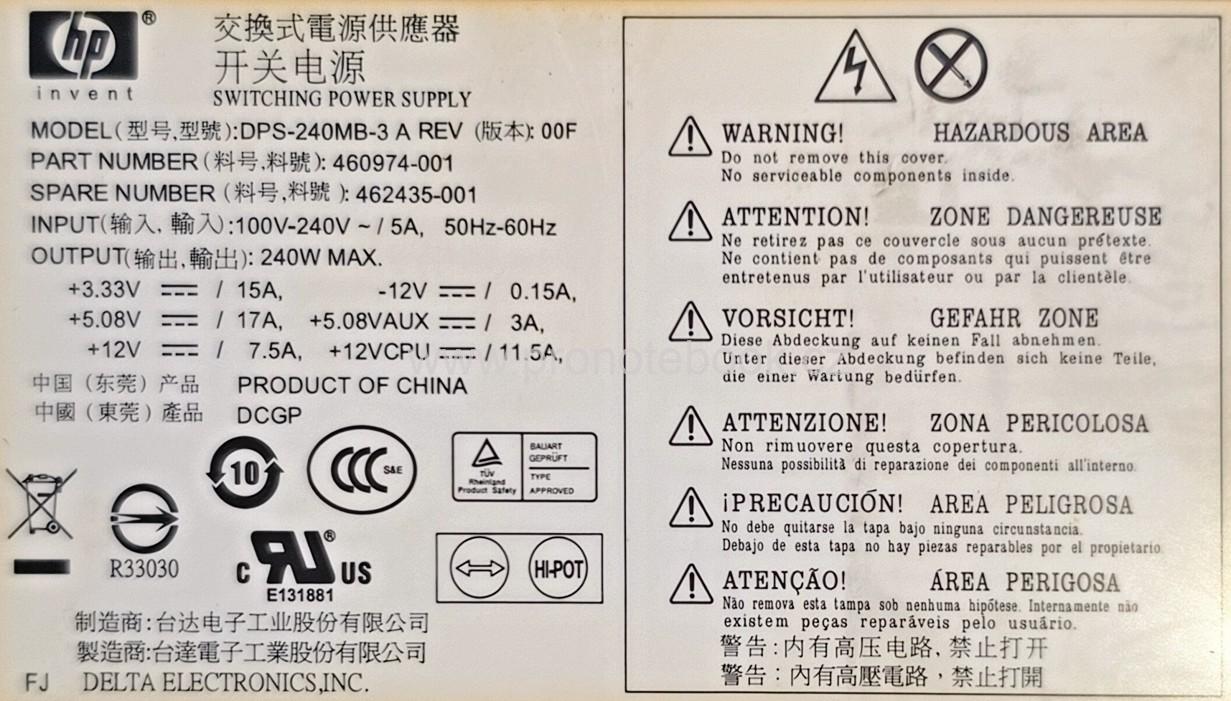 hp®
invent
交換式電源供應器
开关电源
SWITCHING POWER SUPPLY
MODEL(型号,型號):DPS-240MB-3 A REV (版本): 00F
PART NUMBER (料号,料號): 460974-001
SPARE NUMBER (料号,料號 ): 462435-001
INPUT(输入, 輸入):100V-240V ~ / 5A, 50Hz-60Hz
OUTPUT(输出,輸出): 240W MAX.
+3.33V / 15A, -12V / 0.15A,
+5.08V / 17A, +5.08VAUX / 3A,
+12V / 7.5A, +12VCPU / 11.5A,
中国 (东莞) 产品 PRODUCT OF CHINA
中國 (東莞) 產品 DCGP
10
CCC S&E
TÜV
Rheinland
Product Safety
BAUART
GEPRÜFT
TYPE
APPROVED
R33030
C RU® US
E131881
HI-POT
制造商:台达电子工业股份有限公司
製造商:台達電子工業股份有限公司
FJ DELTA ELECTRONICS,INC.
WARNING! HAZARDOUS AREA
Do not remove this cover.
No serviceable components inside.
ATTENTION! ZONE DANGEREUSE
Ne retirez pas ce couvercle sous aucun prétexte.
Ne contient pas de composants qui puissent être
entretenus par l'utilisateur ou par la clientèle.
VORSICHT! GEFAHR ZONE
Diese Abdeckung auf keinen Fall abnehmen.
Unter dieser Abdeckung befinden sich keine Teile,
die einer Wartung bedürfen.
ATTENZIONE! ZONA PERICOLOSA
Non rimuovere questa copertura.
Nessuna possibilità di reparazione dei componenti all'interno.
¡PRECAUCIÓN! AREA PELIGROSA
No debe quitarse la tapa bajo ninguna circunstancia.
Debajo de esta tapa no hay piezas reparables por el propietario.
ATENÇÃO! ÁREA PERIGOSA
Não remova esta tampa sob nenhuma hipótese. Internamente não
existem peças reparáveis pelo usuário.
警告:内有高压电路,禁止打开
警告:內有高壓電路,禁止打開